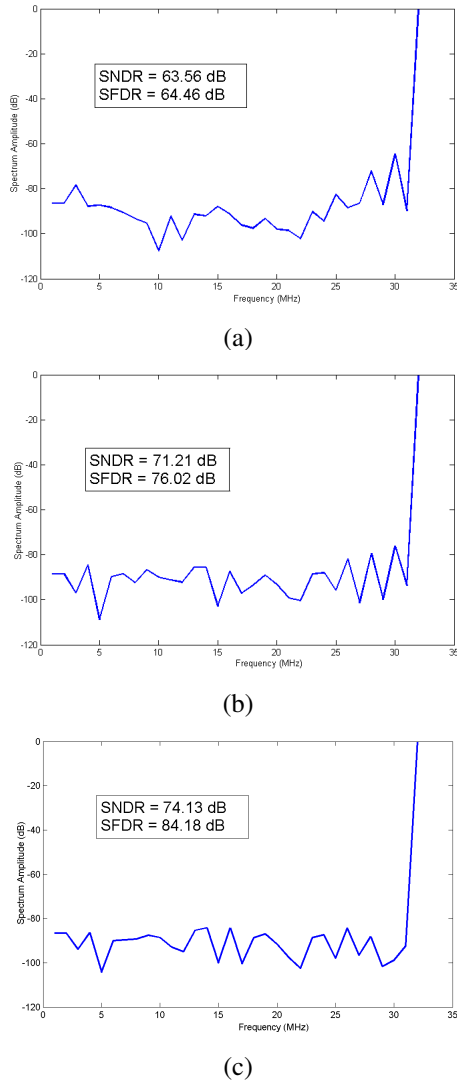 0
-20
-40
-60
-80
-100
-120
Spectrum Amplitude (dB)
SNDR = 63.56 dB
SFDR = 64.46 dB
0 5 10 15 20 25 30 35
Frequency (MHz)
(a)
0
-20
-40
-60
-80
-100
-120
Spectrum Amplitude (dB)
SNDR = 71.21 dB
SFDR = 76.02 dB
0 5 10 15 20 25 30 35
Frequency (MHz)
(b)
0
-20
-40
-60
-80
-100
-120
Spectrum Amplitude (dB)
SNDR = 74.13 dB
SFDR = 84.18 dB
0 5 10 15 20 25 30 35
Frequency (MHz)
(c)